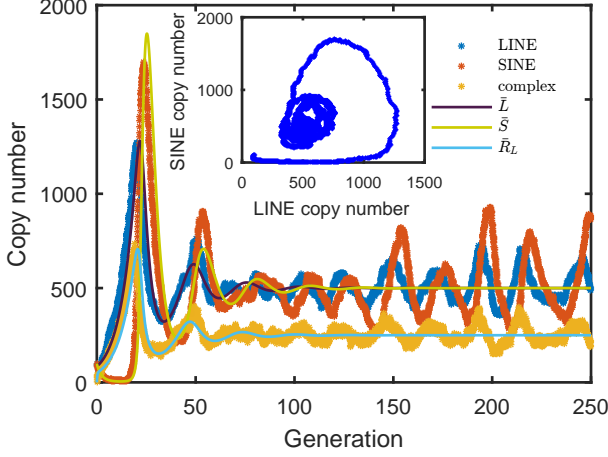 2000
1500
1000
500
0
Copy number
0
50
100
150
200
250
Generation
2000
1000
0
SINE copy number
0
500
1000
1500
LINE copy number
LINE
SINE
complex
L̄
S̄
R̄_L